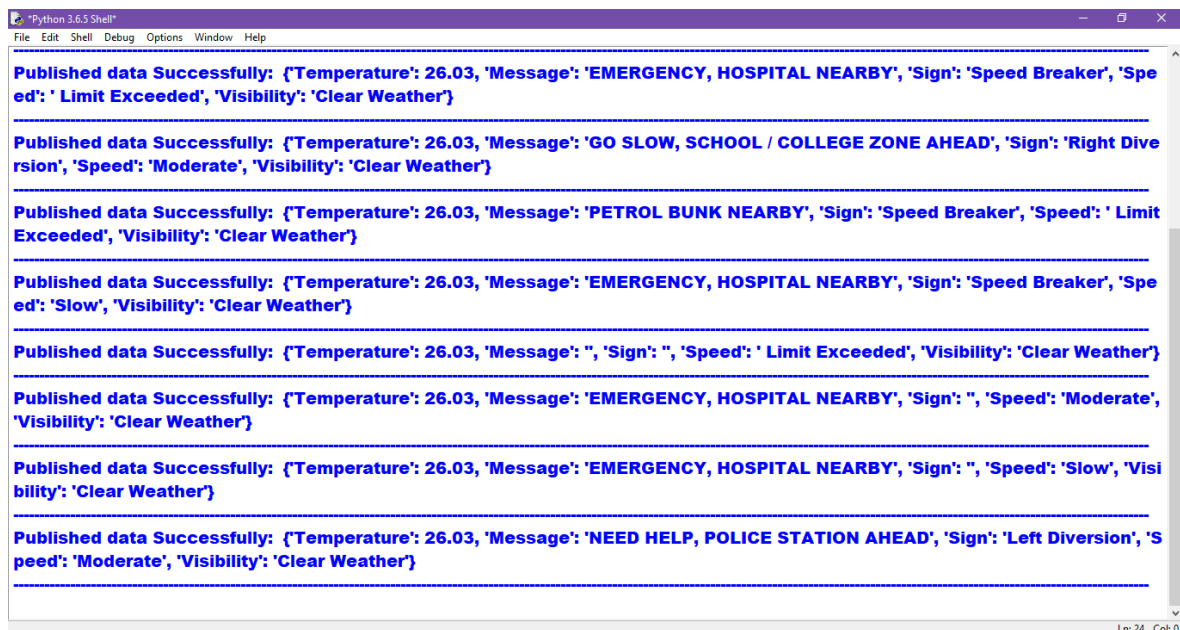 *Python 3.6.5 Shell*
File Edit Shell Debug Options Window Help
Published data Successfully:  {'Temperature': 26.03, 'Message': 'EMERGENCY, HOSPITAL NEARBY', 'Sign': 'Speed Breaker', 'Spe
ed': ' Limit Exceeded', 'Visibility': 'Clear Weather'}
Published data Successfully:  {'Temperature': 26.03, 'Message': 'GO SLOW, SCHOOL / COLLEGE ZONE AHEAD', 'Sign': 'Right Dive
rsion', 'Speed': 'Moderate', 'Visibility': 'Clear Weather'}
Published data Successfully:  {'Temperature': 26.03, 'Message': 'PETROL BUNK NEARBY', 'Sign': 'Speed Breaker', 'Speed': ' Limit
Exceeded', 'Visibility': 'Clear Weather'}
Published data Successfully:  {'Temperature': 26.03, 'Message': 'EMERGENCY, HOSPITAL NEARBY', 'Sign': 'Speed Breaker', 'Spe
ed': 'Slow', 'Visibility': 'Clear Weather'}
Published data Successfully:  {'Temperature': 26.03, 'Message': '', 'Sign': '', 'Speed': ' Limit Exceeded', 'Visibility': 'Clear Weather'}
Published data Successfully:  {'Temperature': 26.03, 'Message': 'EMERGENCY, HOSPITAL NEARBY', 'Sign': '', 'Speed': 'Moderate',
'Visibility': 'Clear Weather'}
Published data Successfully:  {'Temperature': 26.03, 'Message': 'EMERGENCY, HOSPITAL NEARBY', 'Sign': '', 'Speed': 'Slow', 'Visi
bility': 'Clear Weather'}
Published data Successfully:  {'Temperature': 26.03, 'Message': 'NEED HELP, POLICE STATION AHEAD', 'Sign': 'Left Diversion', 'S
peed': 'Moderate', 'Visibility': 'Clear Weather'}
Ln: 24 Col: 0